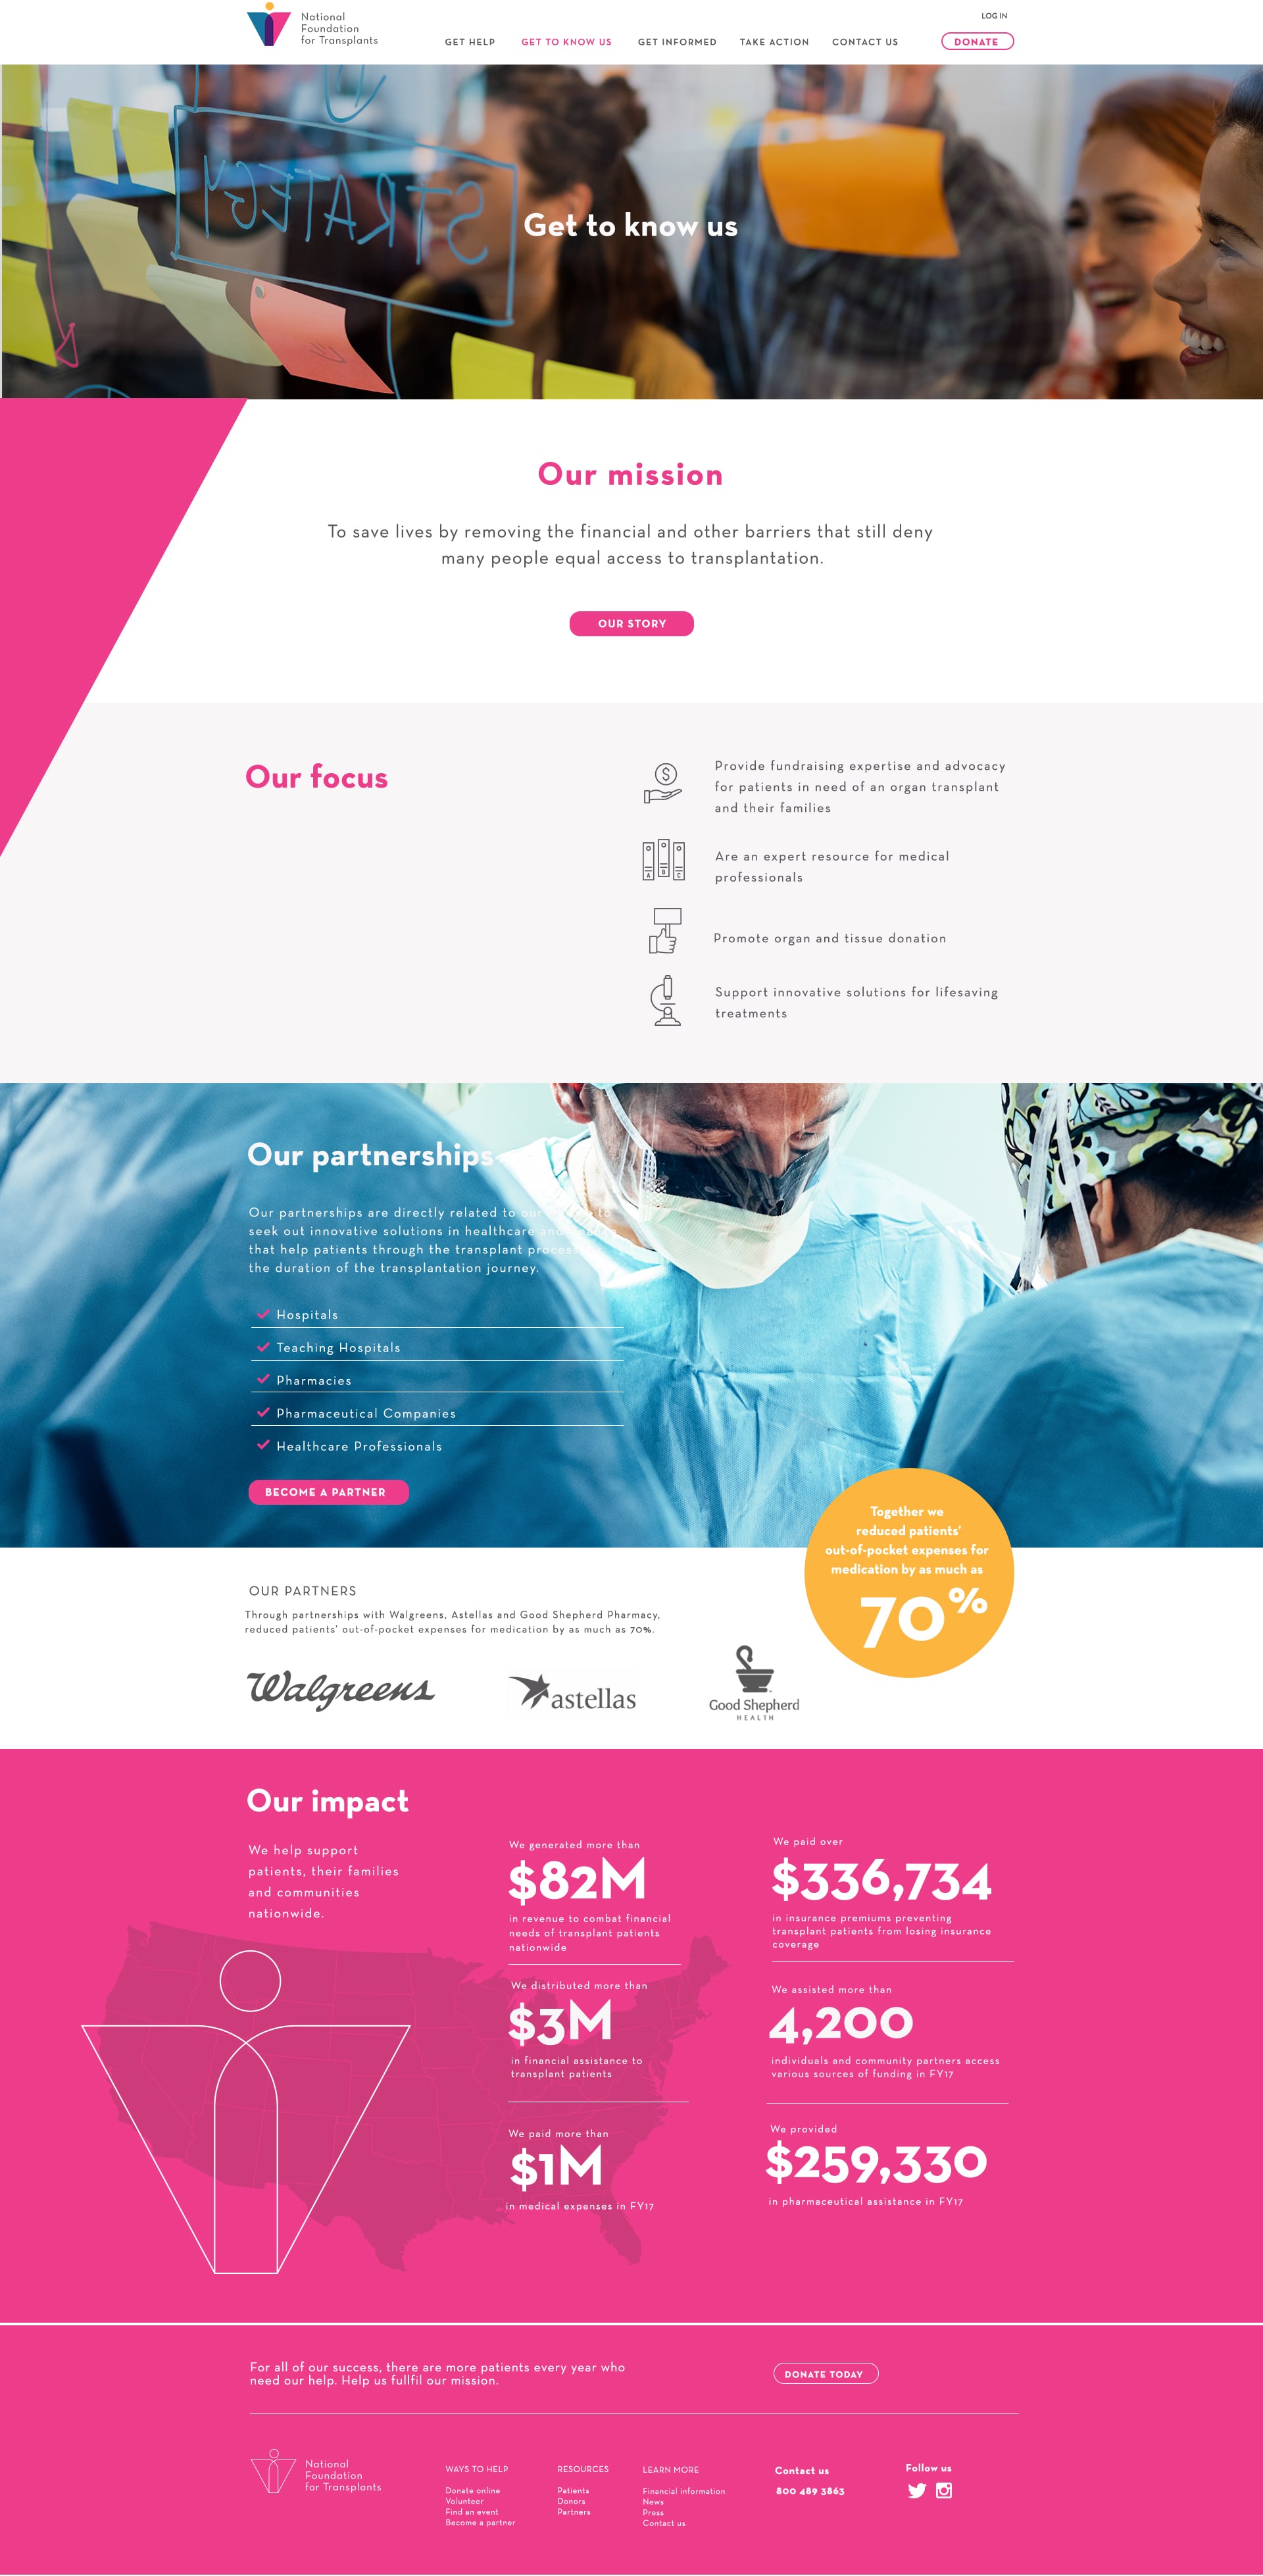 National
Foundation
for Transplants
LOG IN
GET HELP
GET TO KNOW US
GET INFORMED
TAKE ACTION
CONTACT US
DONATE
STRATEGY
Get to know us
Our mission
To save lives by removing the financial and other barriers that still deny
many people equal access to transplantation.
OUR STORY
Our focus
Provide fundraising expertise and advocacy
for patients in need of an organ transplant
and their families
A B C
Are an expert resource for medical
professionals
Promote organ and tissue donation
Support innovative solutions for lifesaving
treatments
Our partnerships
Our partnerships are directly related to our to
seek out innovative solutions in healthcare and
that help patients through the transplant process
the duration of the transplantation journey.
Hospitals
Teaching Hospitals
Pharmacies
Pharmaceutical Companies
Healthcare Professionals
BECOME A PARTNER
Together we
reduced patients'
out-of-pocket expenses for
medication by as much as
70%
OUR PARTNERS
Through partnerships with Walgreens, Astellas and Good Shepherd Pharmacy,
reduced patients' out-of-pocket expenses for medication by as much as 70%.
Walgreens
astellas
Good Shepherd
HEALTH
Our impact
We help support
patients, their families
and communities
nationwide.
We generated more than
$82M
in revenue to combat financial
needs of transplant patients
nationwide
We distributed more than
$3M
in financial assistance to
transplant patients
We paid more than
$1M
in medical expenses in FY17
We paid over
$336,734
in insurance premiums preventing
transplant patients from losing insurance
coverage
We assisted more than
4,200
individuals and community partners access
various sources of funding in FY17
We provided
$259,330
in pharmaceutical assistance in FY17
For all of our success, there are more patients every year who
need our help. Help us fullfil our mission.
DONATE TODAY
National
Foundation
for Transplants
WAYS TO HELP
Donate online
Volunteer
Find an event
Become a partner
RESOURCES
Patients
Donors
Partners
LEARN MORE
Financial information
News
Press
Contact us
Contact us
800 489 3863
Follow us